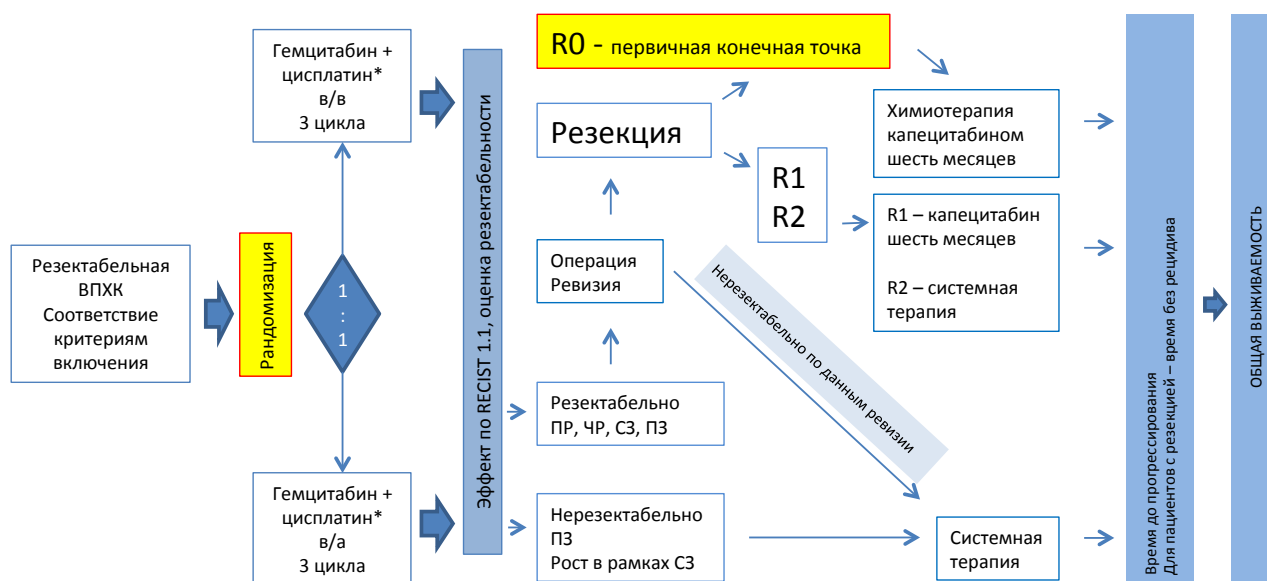 Резектабельная
ВПХК
Соответствие
критериям
включения
Рандомизация
1
:
1
Гемцитабин +
цисплатин*
в/в
3 цикла
Гемцитабин +
цисплатин*
в/а
3 цикла
Эффект по RECIST 1.1, оценка резектабельности
R0 - первичная конечная точка
Резекция
R1
R2
Операция
Ревизия
Резектабельно
ПР, ЧР, СЗ, ПЗ
Нерезектабельно
ПЗ
Рост в рамках СЗ
Нерезектабельно по данным ревизии
Химиотерапия
капецитабином
шесть месяцев
R1 – капецитабин
шесть месяцев
R2 – системная
терапия
Системная
терапия
Время до прогрессирования
Для пациентов с резекцией – время без рецидива
ОБЩАЯ ВЫЖИВАЕМОСТЬ